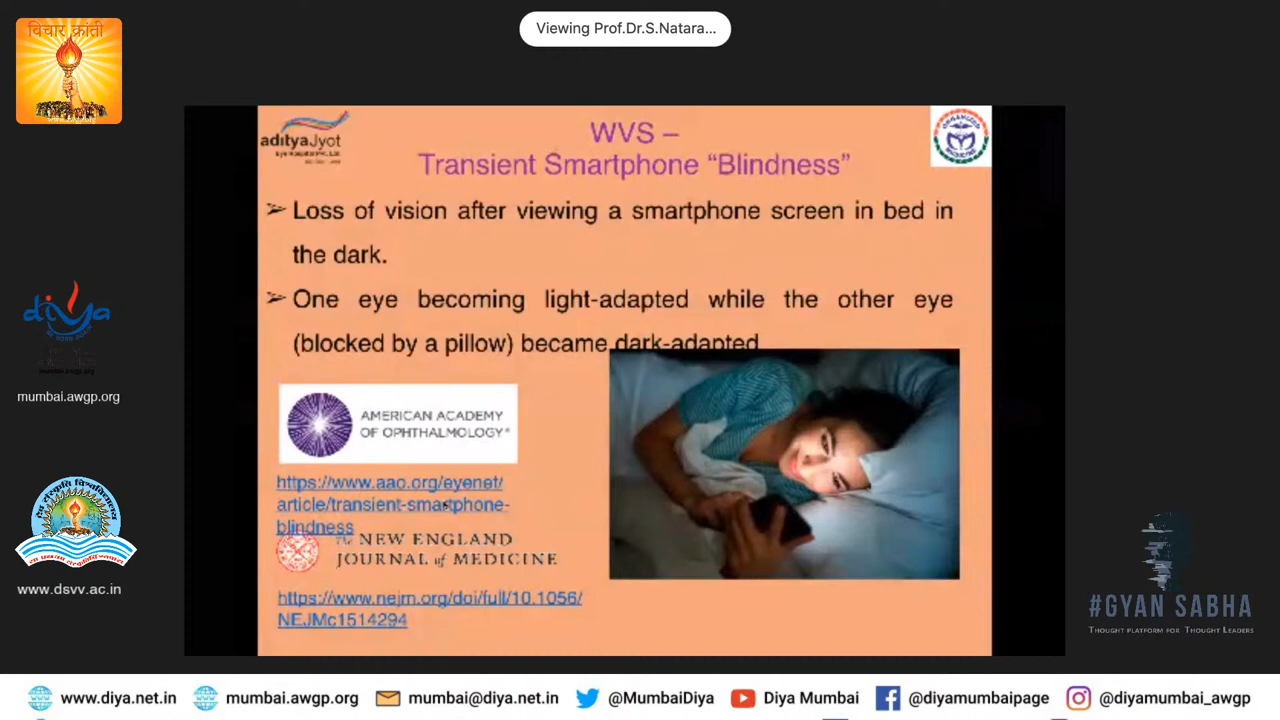 विचार क्रांती
Viewing Prof.Dr.S.Natara...
adityaJyot
WVS –
Transient Smartphone “Blindness”
➢ Loss of vision after viewing a smartphone screen in bed in
the dark.
➢ One eye becoming light-adapted while the other eye
(blocked by a pillow) became dark-adapted
AMERICAN ACADEMY
OF OPHTHALMOLOGY
https://www.aao.org/eyenet/
article/transient-smartphone-
blindness
The NEW ENGLAND
JOURNAL of MEDICINE
https://www.nejm.org/doi/full/10.1056/
NEJMc1514294
diya
mumbai.awgp.org
www.dsvv.ac.in
#GYAN SABHA
THOUGHT PLATFORM FOR THOUGHT LEADERS
www.diya.net.in mumbai.awgp.org mumbai@diya.net.in @MumbaiDiya Diya Mumbai @diyamumbaipage @diyamumbai_awgp